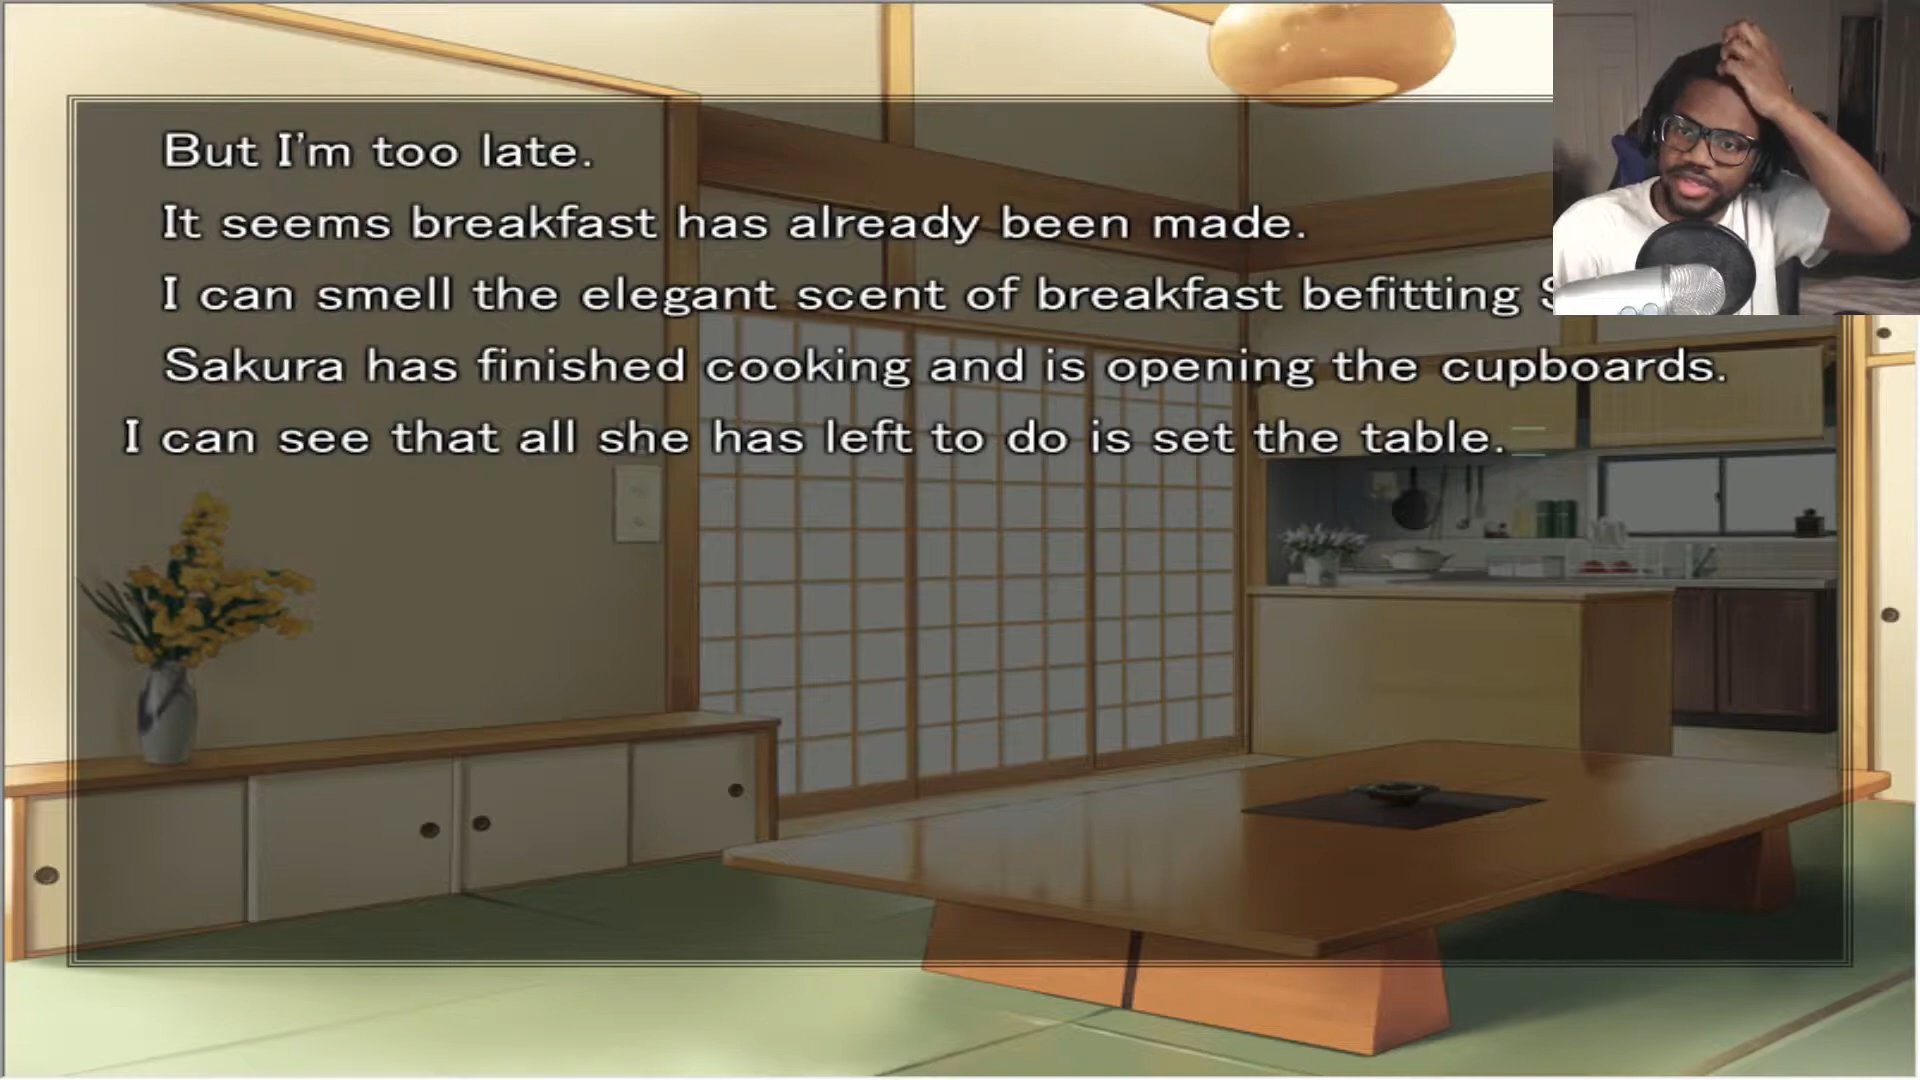 But I'm too late.
It seems breakfast has already been made.
I can smell the elegant scent of breakfast befitting
Sakura has finished cooking and is opening the cupboards.
I can see that all she has left to do is set the table.